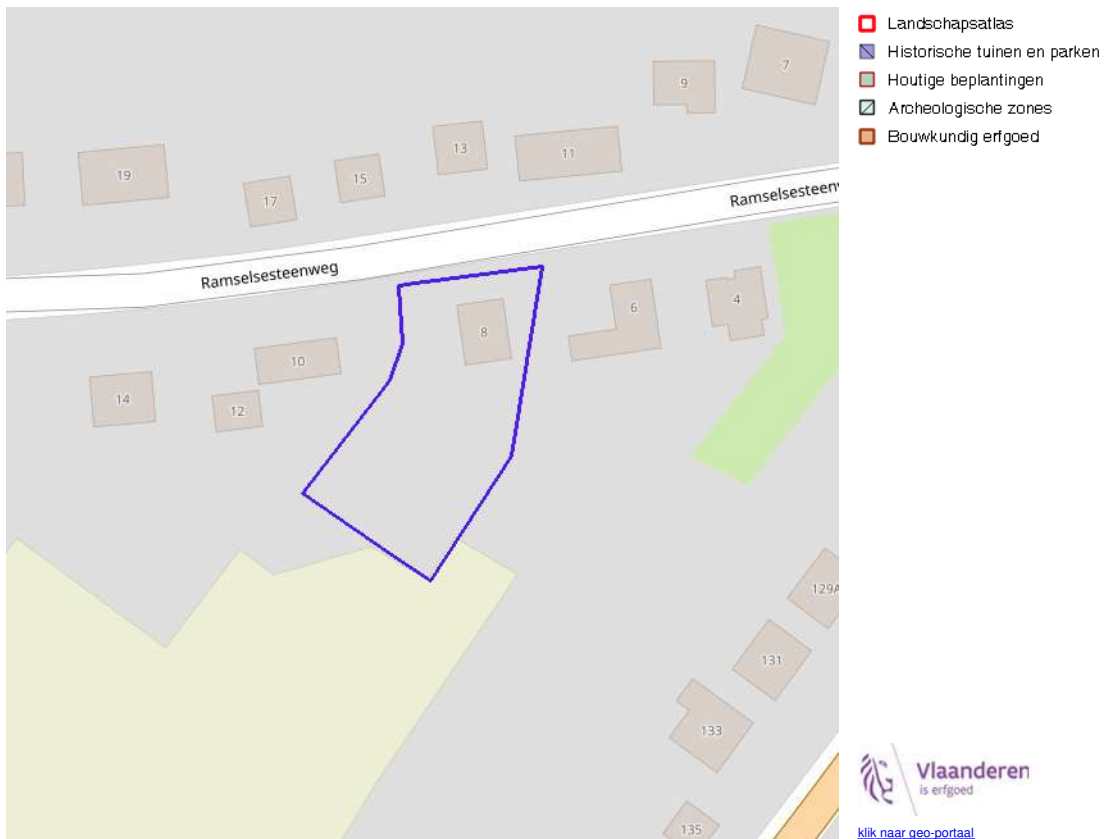 Landschapsatlas
Historische tuinen en parken
Houtige beplantingen
Archeologische zones
Bouwkundig erfgoed
7
9
11
13
15
17
19
Ramselsesteenweg
Ramselsesteenw
4
6
8
10
12
14
129A
131
133
135
Vlaanderen
is erfgoed
klik naar geo-portaal